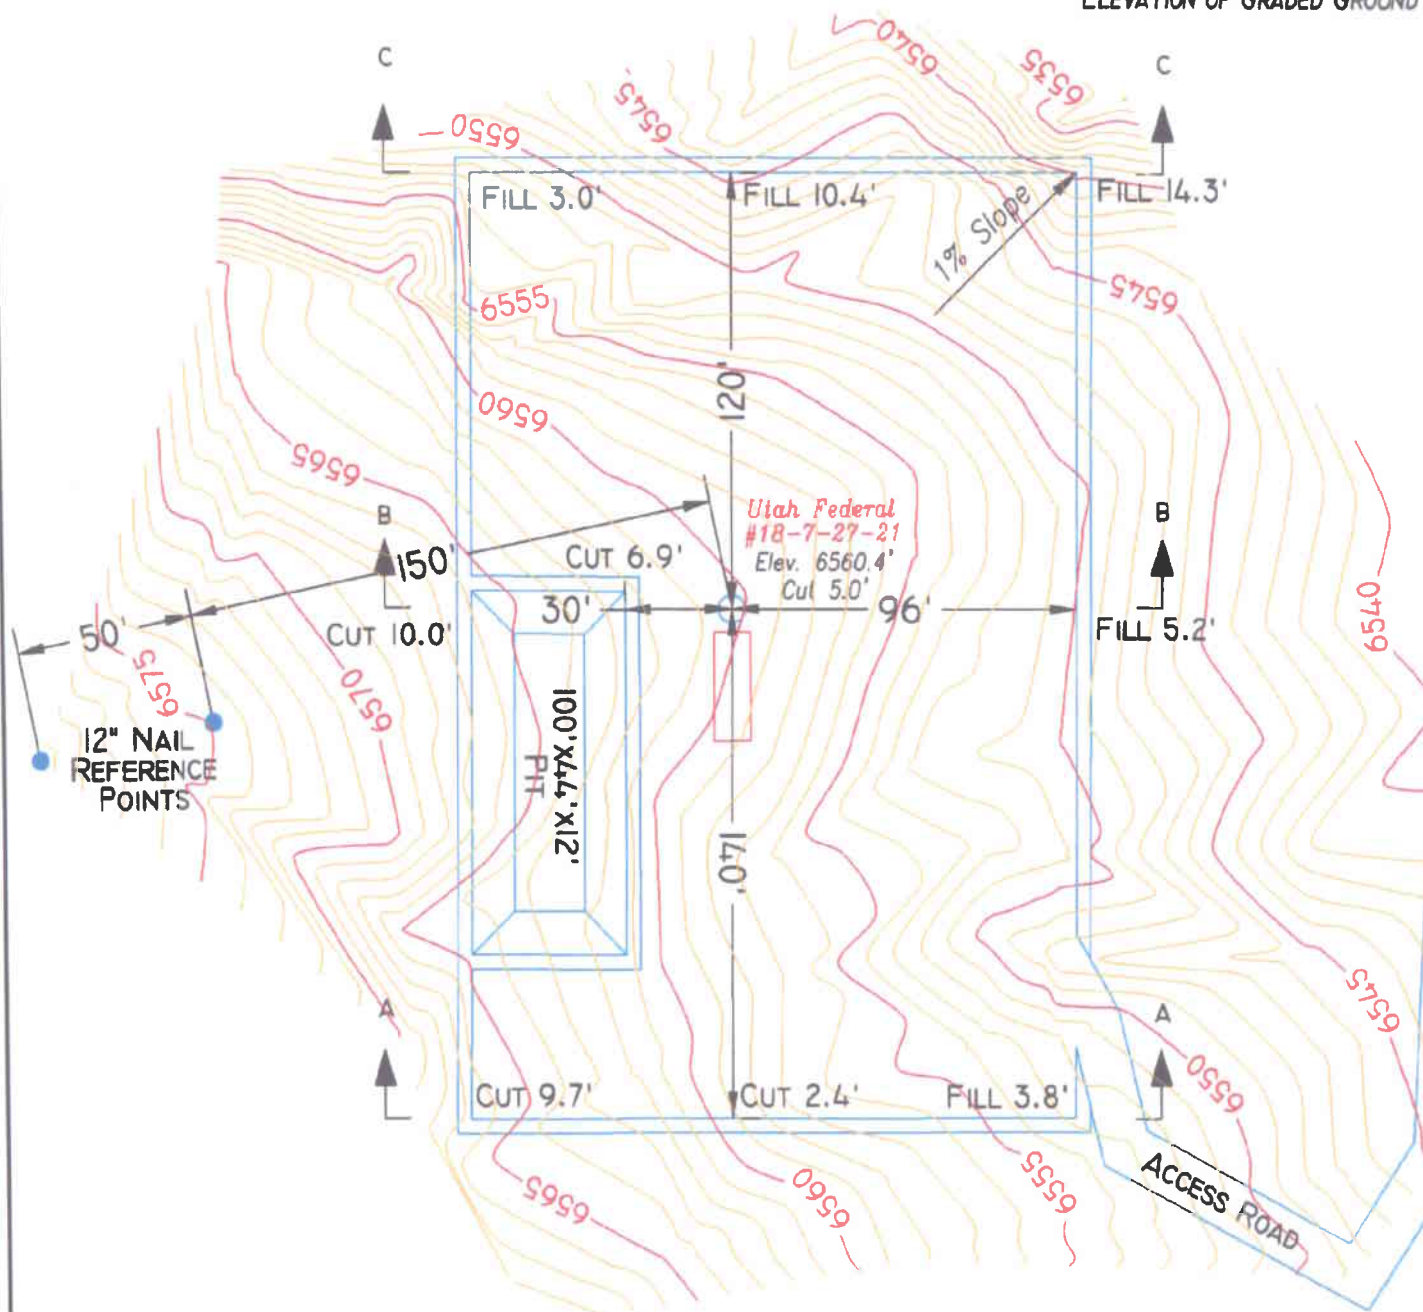 ELEVATION OF GRADED GROUND
C
C
6540
6535
6545
6550
FILL 3.0'
FILL 10.4'
FILL 14.3'
1% Slope
6545
6555
120'
6560
6565
Utah Federal
#18-7-27-21
Elev. 6560.4'
Cut 5.0'
B
B
150'
CUT 6.9'
30'
96'
50'
CUT 10.0'
FILL 5.2'
6540
6575
6570
12" NAIL
REFERENCE
POINTS
100'X44'X12'
PIT
140'
6545
A
A
CUT 9.7'
CUT 2.4'
FILL 3.8'
6550
6565
6560
6555
ACCESS ROAD